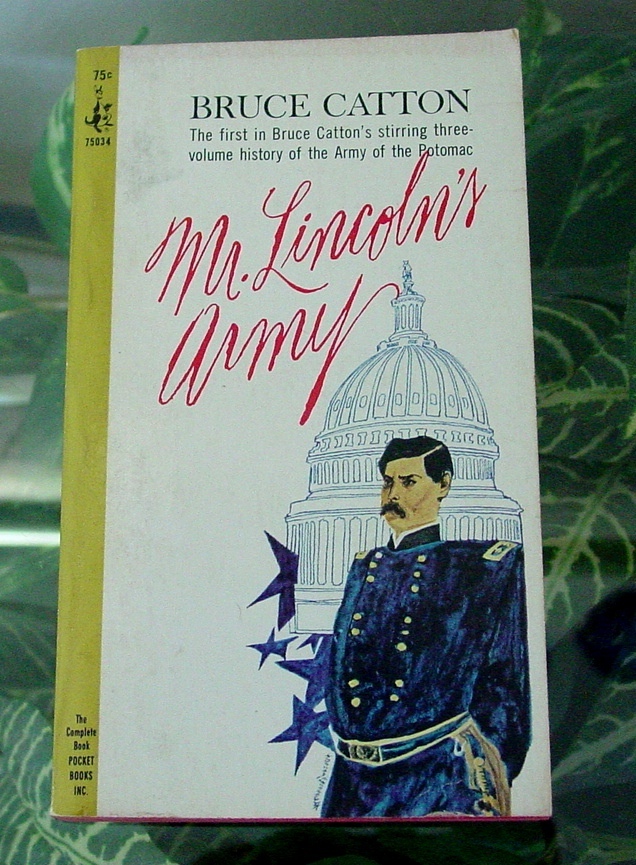 75c
75034
BRUCE CATTON
The first in Bruce Catton's stirring three-
volume history of the Army of the Potomac
Mr. Lincoln's
Army
The
Complete
Book
POCKET
BOOKS
INC.